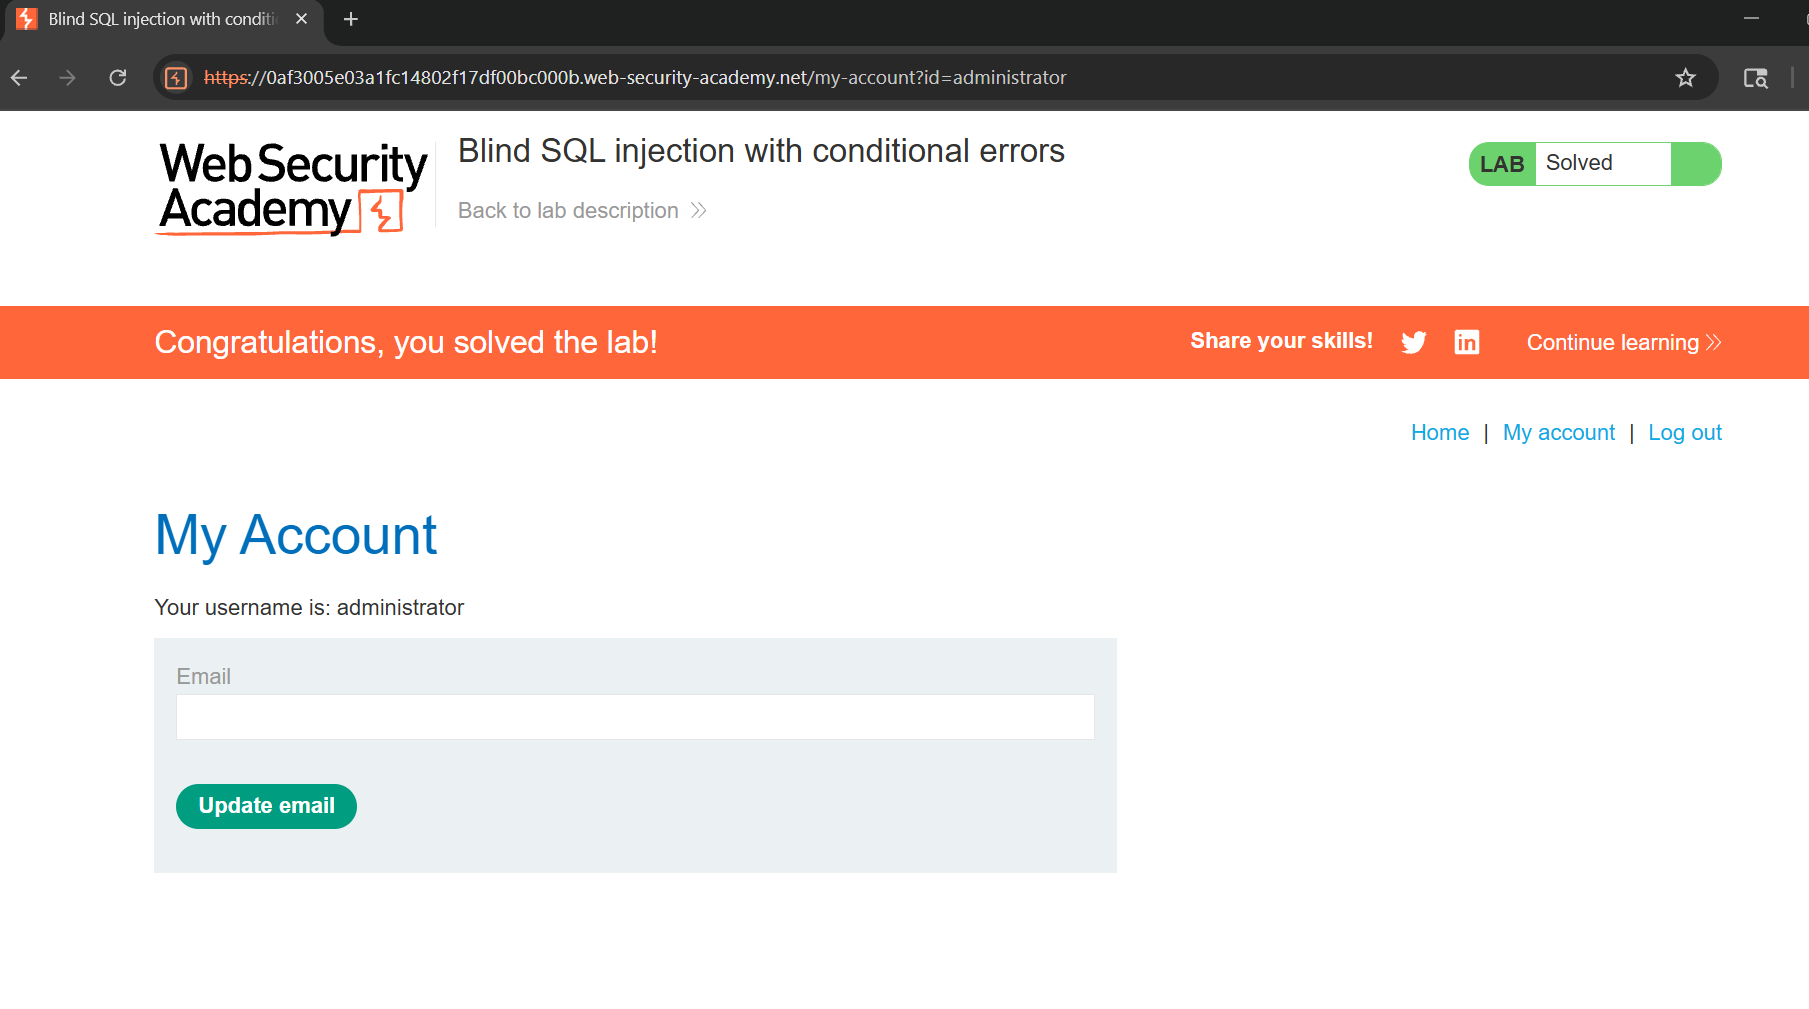 Blind SQL injection with conditi
https://0af3005e03a1fc14802f17df00bc000b.web-security-academy.net/my-account?id=administrator
Web Security
Academy
Blind SQL injection with conditional errors
Back to lab description
LAB Solved
Congratulations, you solved the lab!
Share your skills!
Continue learning
Home | My account | Log out
My Account
Your username is: administrator
Email
Update email